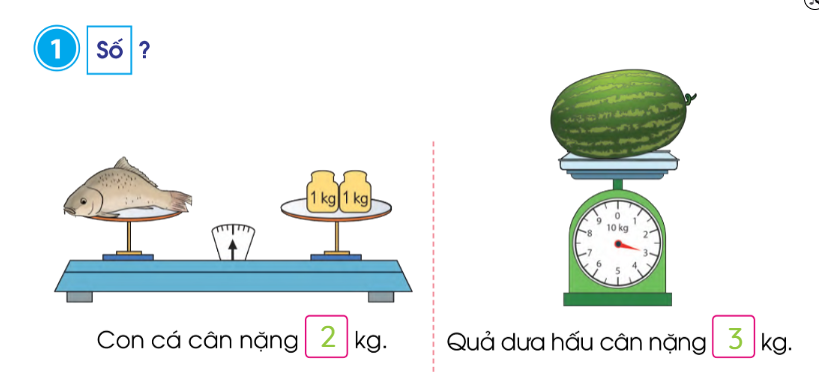 1 Số ?
1 kg 1 kg
0
9
10 kg
2
8
3
7
4
6
5
Con cá cân nặng 2 kg.
Quả dưa hấu cân nặng 3 kg.